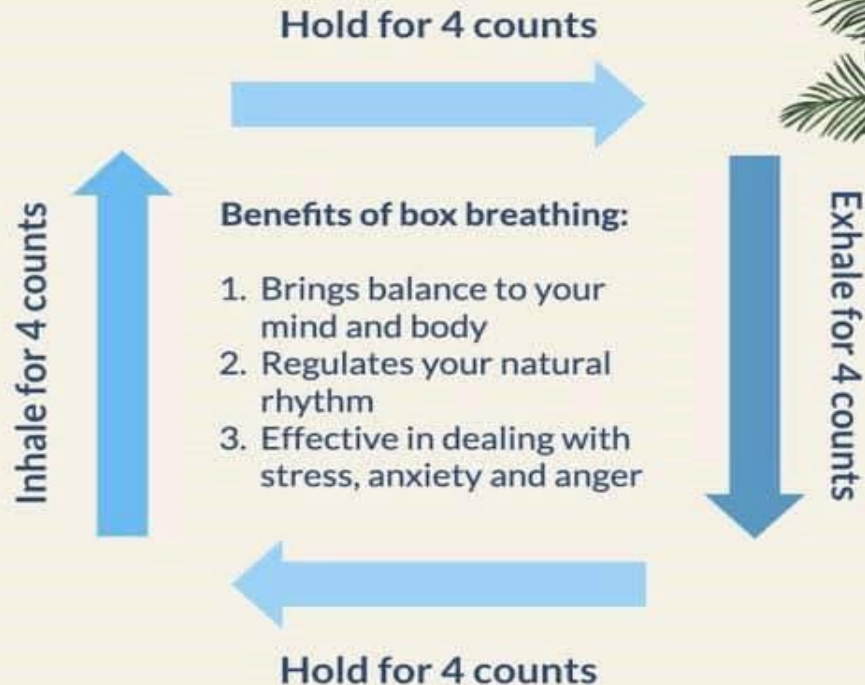 Hold for 4 counts
Inhale for 4 counts
Benefits of box breathing:
1. Brings balance to your
mind and body
2. Regulates your natural
rhythm
3. Effective in dealing with
stress, anxiety and anger
Exhale for 4 counts
Hold for 4 counts